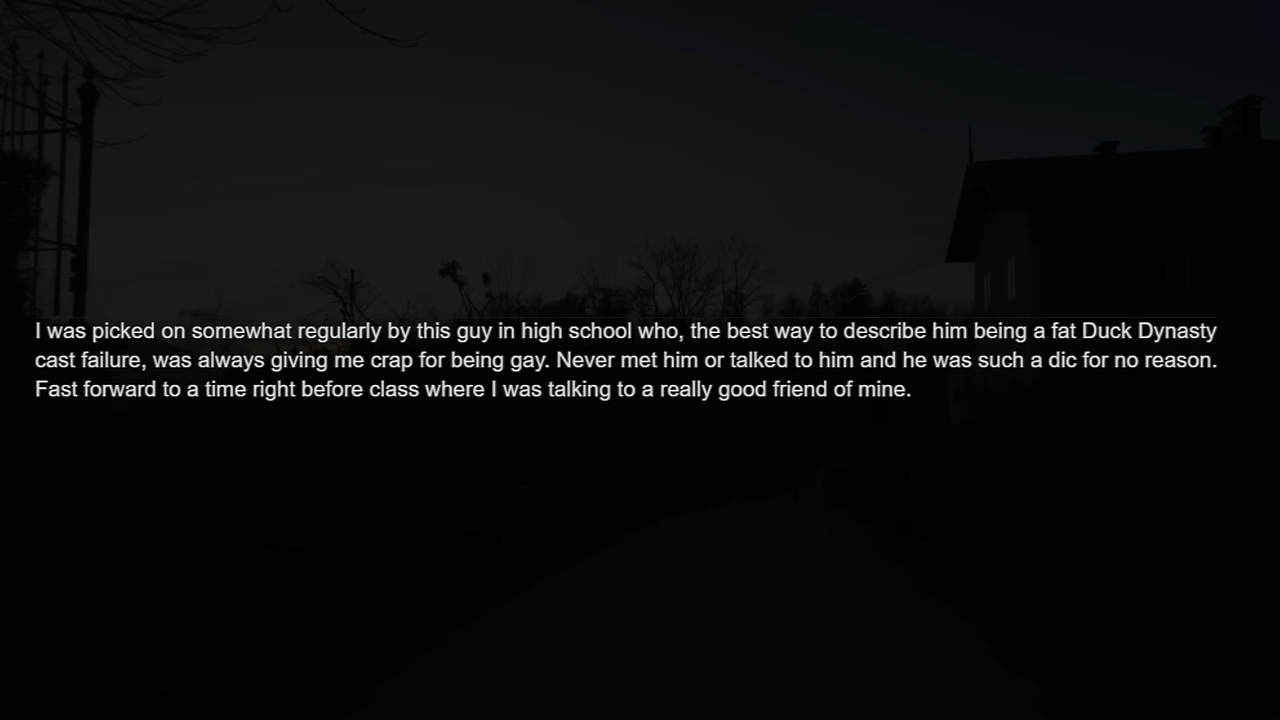 I was picked on somewhat regularly by this guy in high school who, the best way to describe him being a fat Duck Dynasty
cast failure, was always giving me crap for being gay. Never met him or talked to him and he was such a dic for no reason.
Fast forward to a time right before class where I was talking to a really good friend of mine.